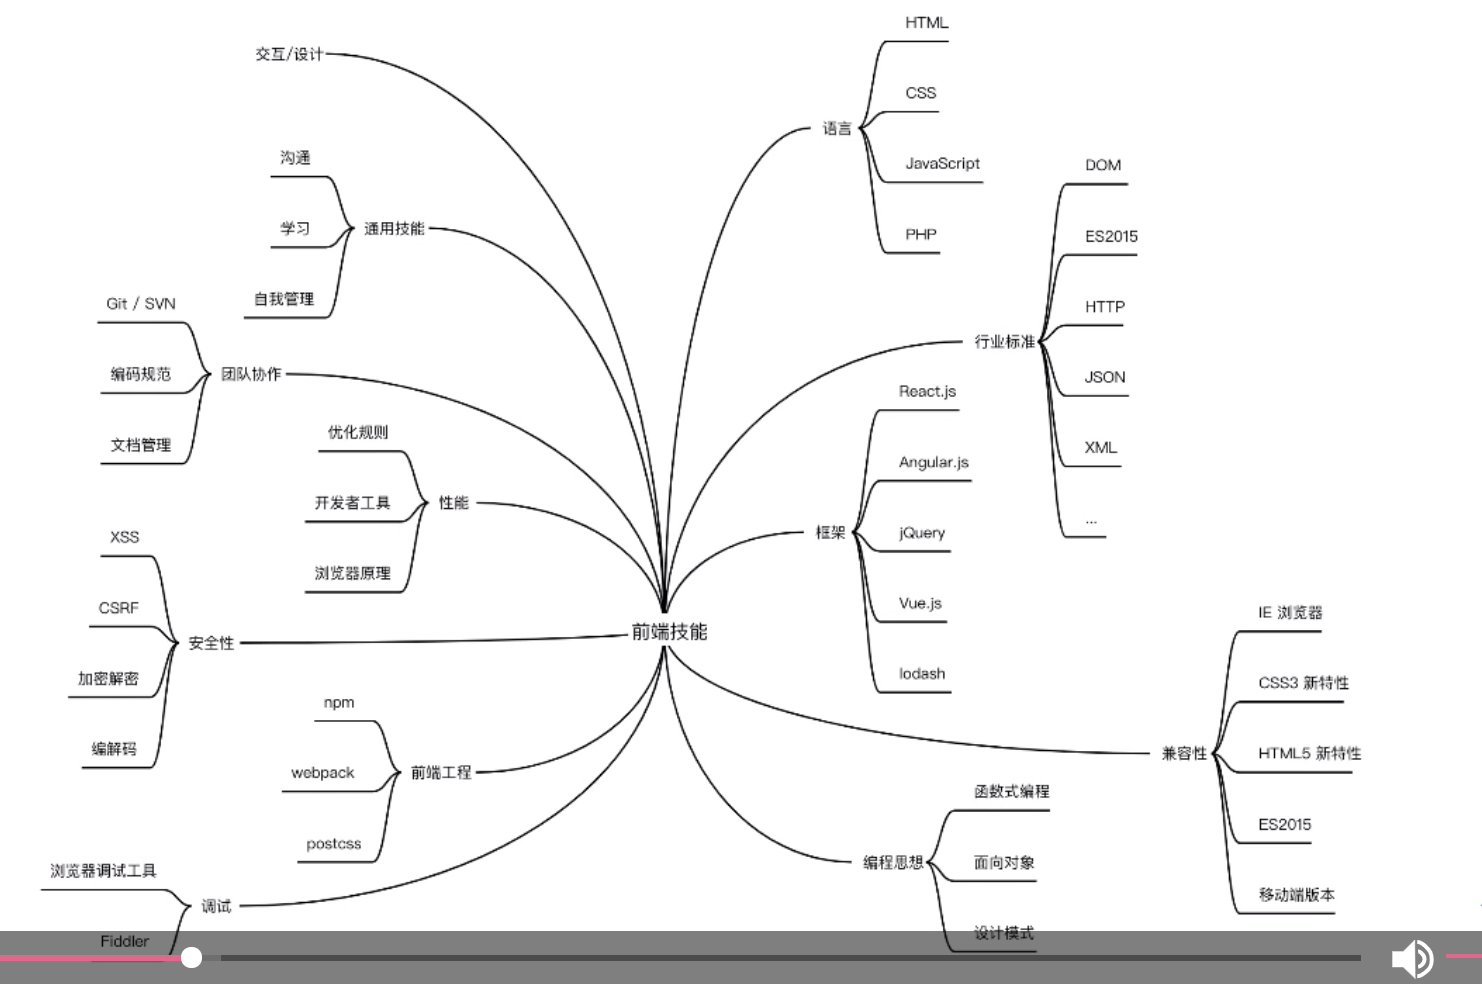 前端技能
语言
HTML
CSS
JavaScript
PHP
行业标准
DOM
ES2015
HTTP
JSON
XML
...
框架
React.js
Angular.js
jQuery
Vue.js
lodash
兼容性
IE 浏览器
CSS3 新特性
HTML5 新特性
ES2015
移动端版本
编程思想
函数式编程
面向对象
设计模式
交互/设计
通用技能
沟通
学习
自我管理
团队协作
Git / SVN
编码规范
文档管理
性能
优化规则
开发者工具
浏览器原理
安全性
XSS
CSRF
加密解密
编解码
前端工程
npm
webpack
postcss
调试
浏览器调试工具
Fiddler